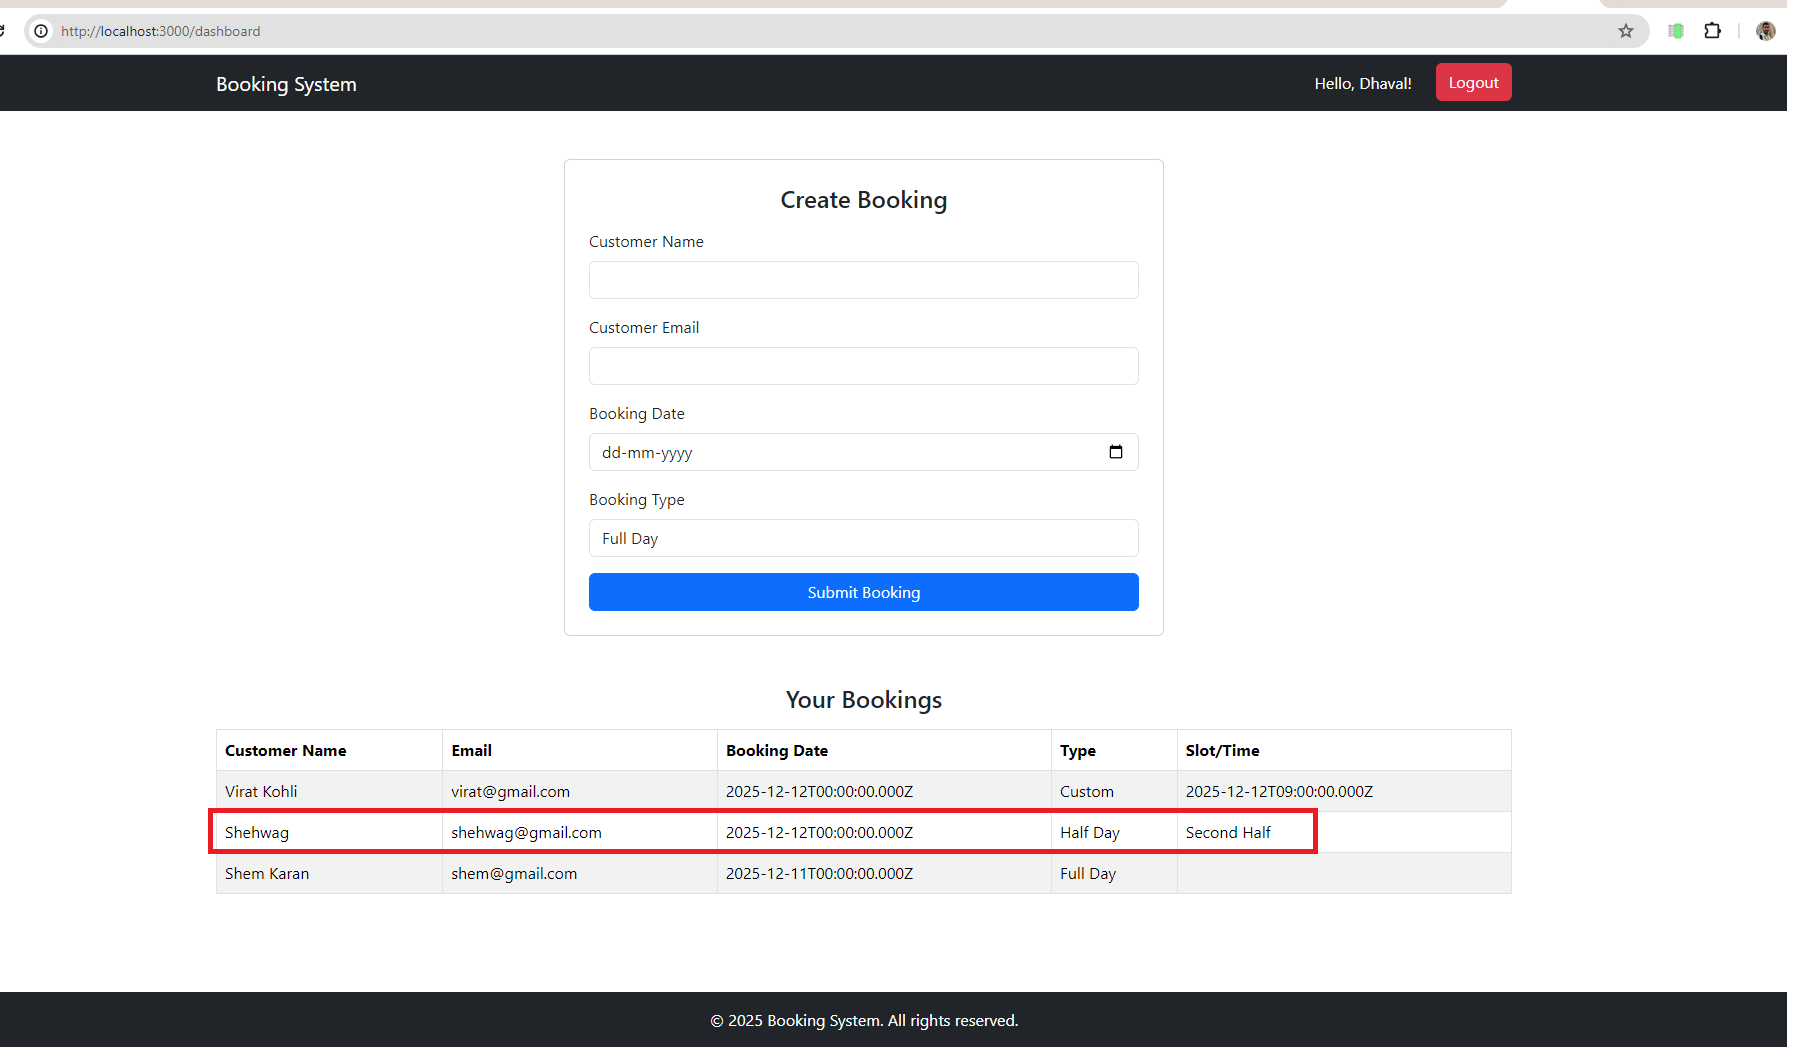 http://localhost:3000/dashboard
Booking System
Hello, Dhaval!
Logout
Create Booking
Customer Name
Customer Email
Booking Date
dd-mm-yyyy
Booking Type
Full Day
Submit Booking
Your Bookings
Customer Name Email Booking Date Type Slot/Time
Virat Kohli virat@gmail.com 2025-12-12T00:00:00.000Z Custom 2025-12-12T09:00:00.000Z
Shehwag shehwag@gmail.com 2025-12-12T00:00:00.000Z Half Day Second Half
Shem Karan shem@gmail.com 2025-12-11T00:00:00.000Z Full Day
© 2025 Booking System. All rights reserved.